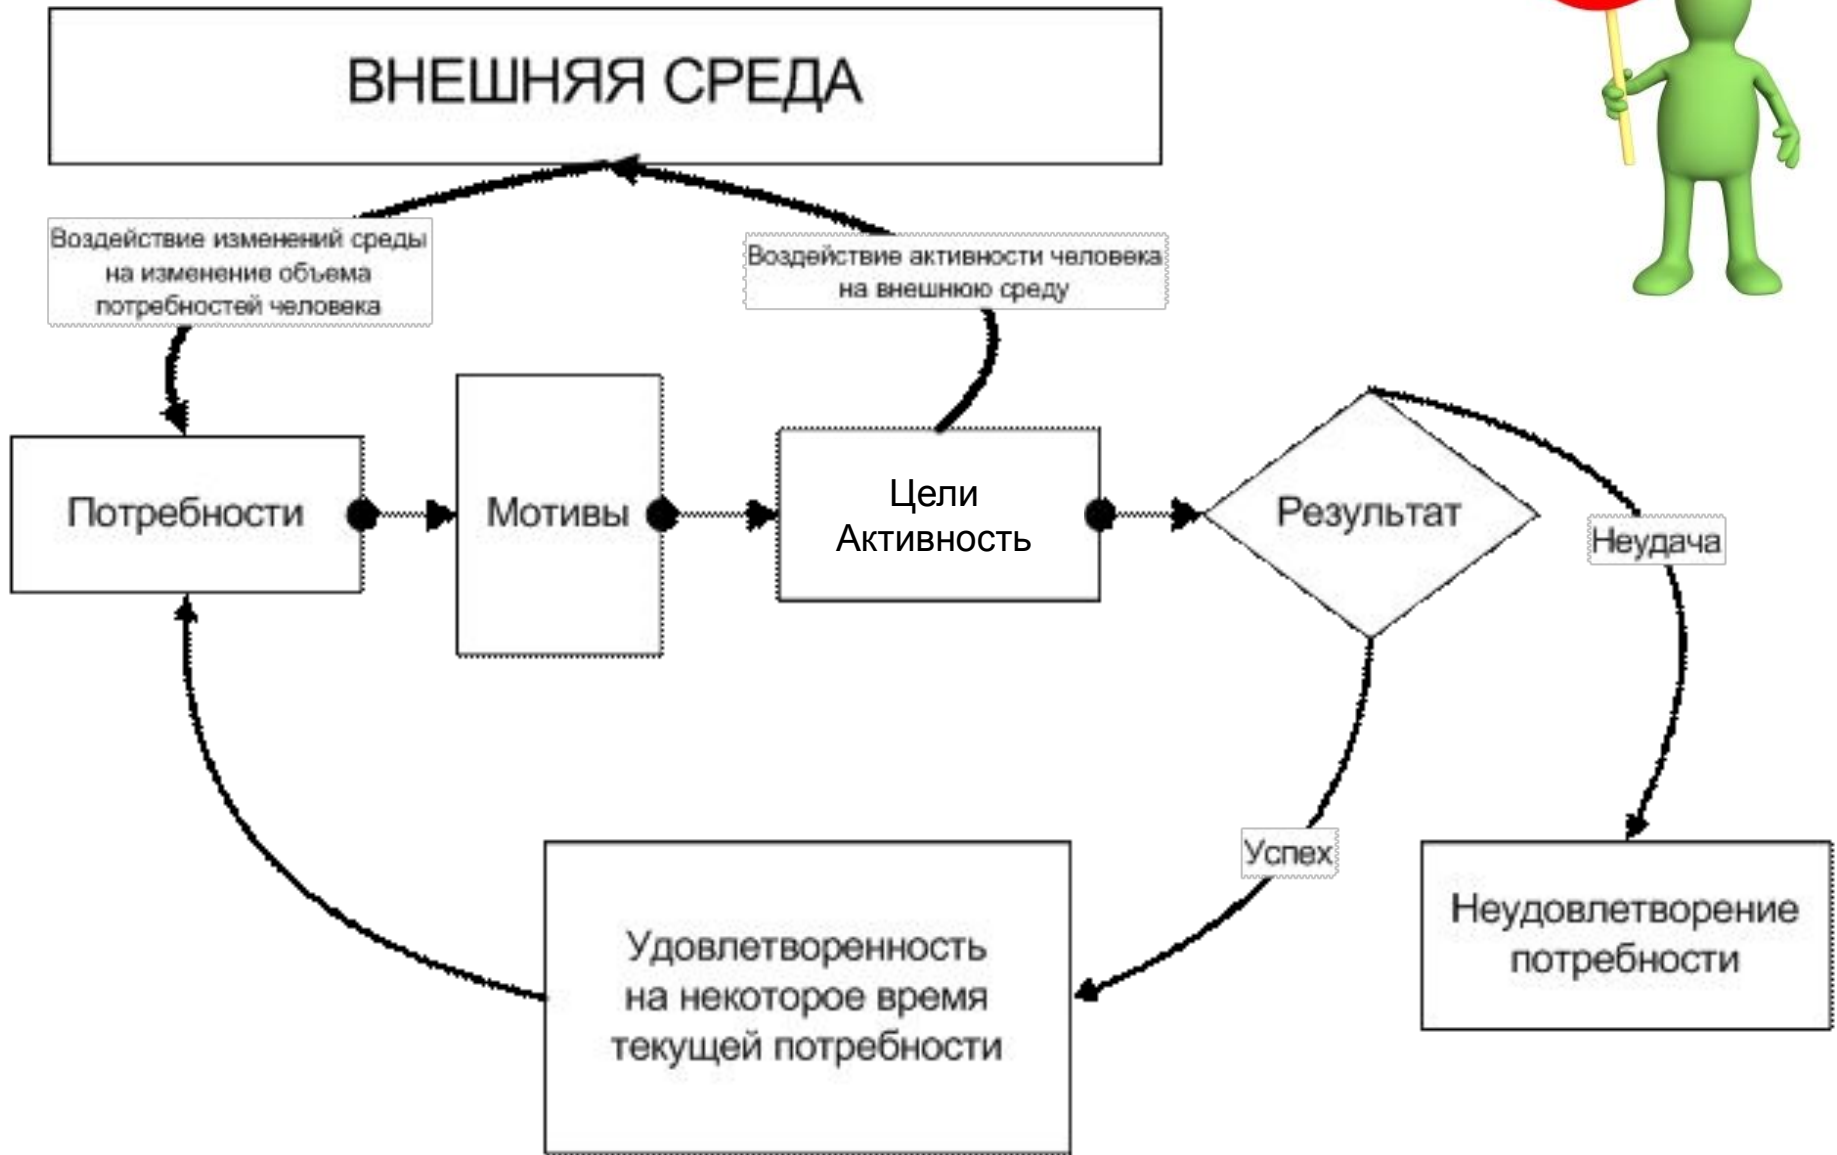 ВНЕШНЯЯ СРЕДА
Воздействие изменений среды
на изменение объема
потребностей человека
Воздействие активности человека
на внешнюю среду
Потребности
Мотивы
Цели
Активность
Результат
Неудача
Успех
Удовлетворенность
на некоторое время
текущей потребности
Неудовлетворение
потребности